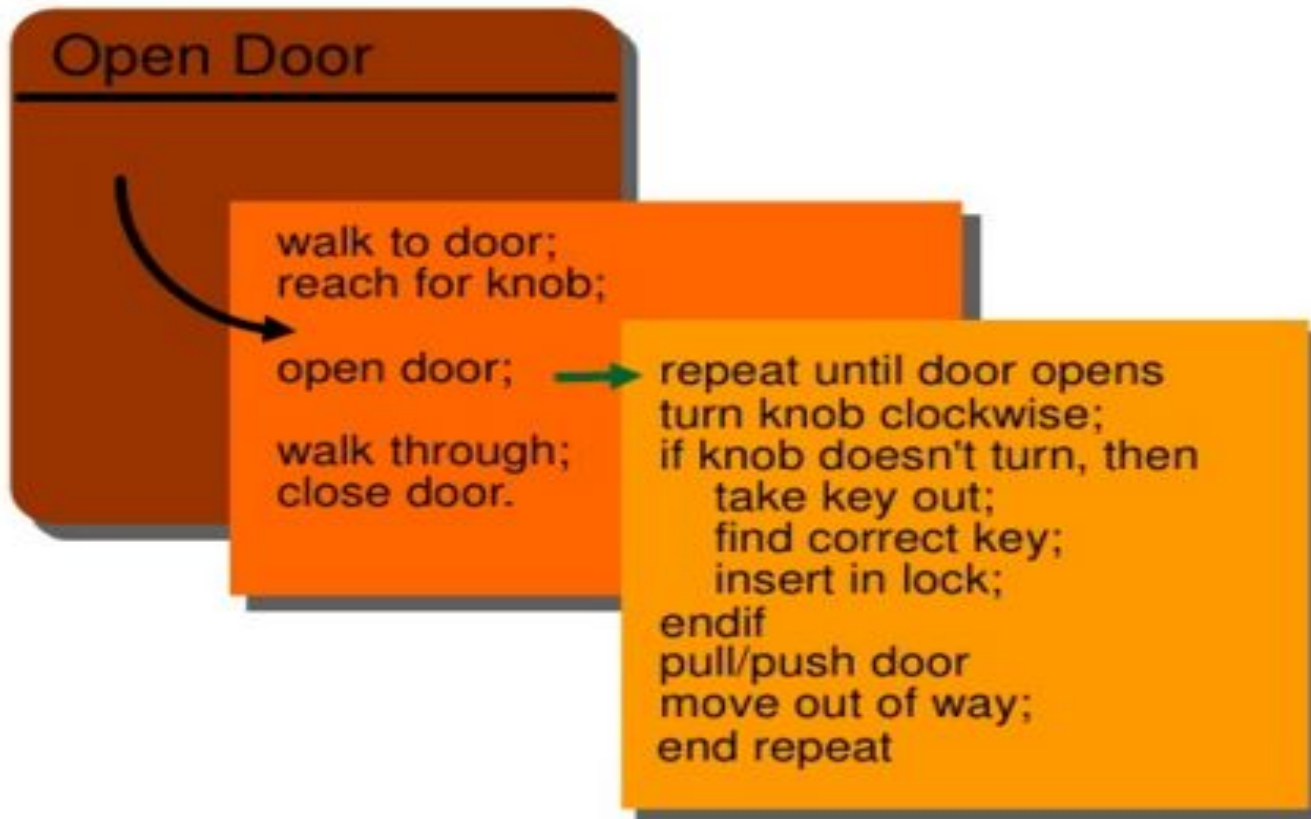 Open Door
walk to door;
reach for knob;
open door;
walk through;
close door.
repeat until door opens
turn knob clockwise;
if knob doesn't turn, then
take key out;
find correct key;
insert in lock;
endif
pull/push door
move out of way;
end repeat